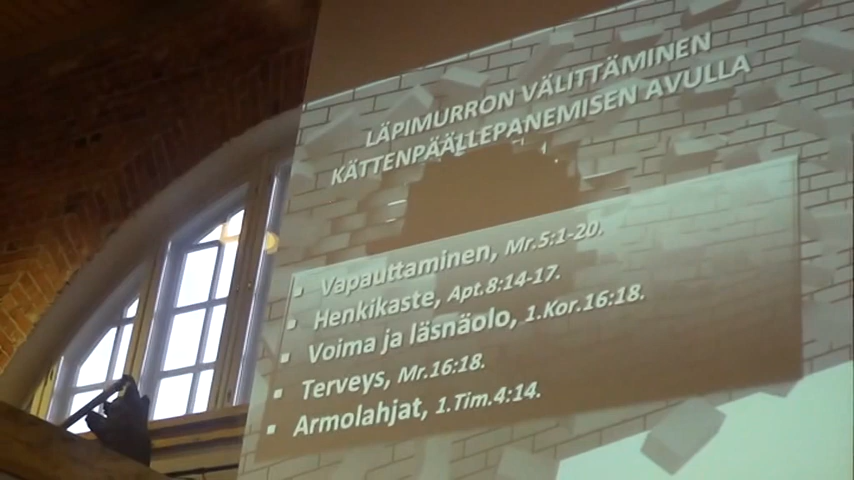 LÄPIMURRON VÄLITTÄMINEN
KÄTTENPÄÄLLEPANEMISEN AVULLA
▪ Vapauttaminen, Mr.5:1-20.
▪ Henkikaste, Apt.8:14-17.
▪ Voima ja läsnäolo, 1.Kor.16:18.
▪ Terveys, Mr.16:18.
▪ Armolahjat, 1.Tim.4:14.